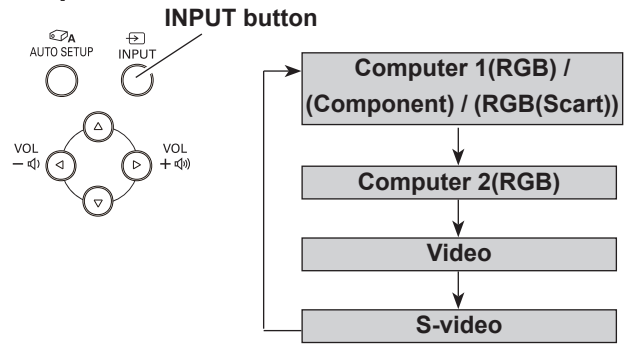 INPUT button
A
AUTO SETUP
INPUT
VOL
VOL
Computer 1(RGB) /
(Component) / (RGB(Scart))
Computer 2(RGB)
Video
S-video